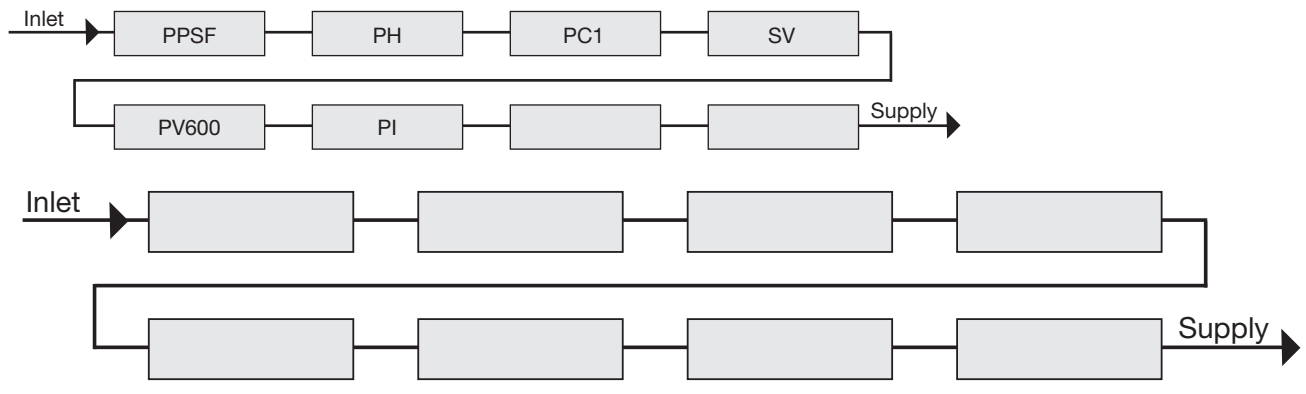 Inlet
PPSF PH PC1 SV
PV600 PI Supply
Inlet
Supply